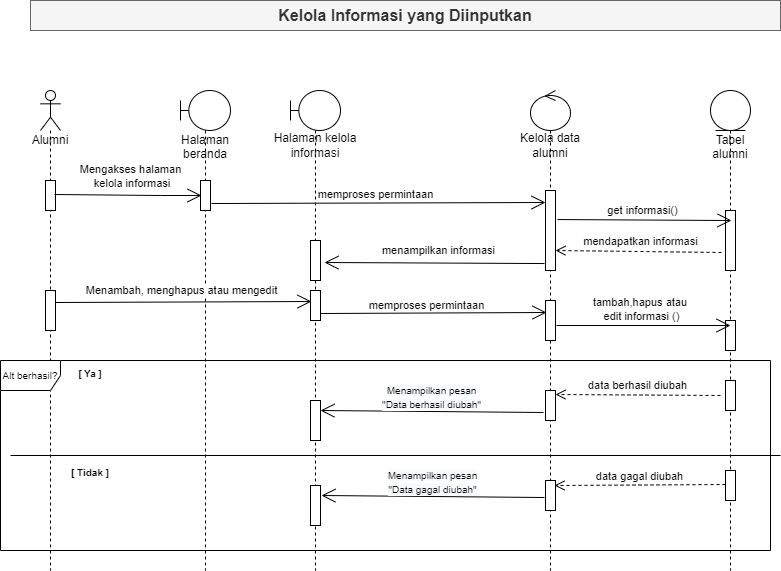 Kelola Informasi yang Diinputkan
Alumni
Halaman
beranda
Halaman kelola
informasi
Kelola data
alumni
Tabel
alumni
Mengakses halaman
kelola informasi
memproses permintaan
get informasi()
mendapatkan informasi
menampilkan informasi
Menambah, menghapus atau mengedit
memproses permintaan
tambah,hapus atau
edit informasi ()
Alt berhasil?
[ Ya ]
data berhasil diubah
Menampilkan pesan
"Data berhasil diubah"
[ Tidak ]
data gagal diubah
Menampilkan pesan
"Data gagal diubah"